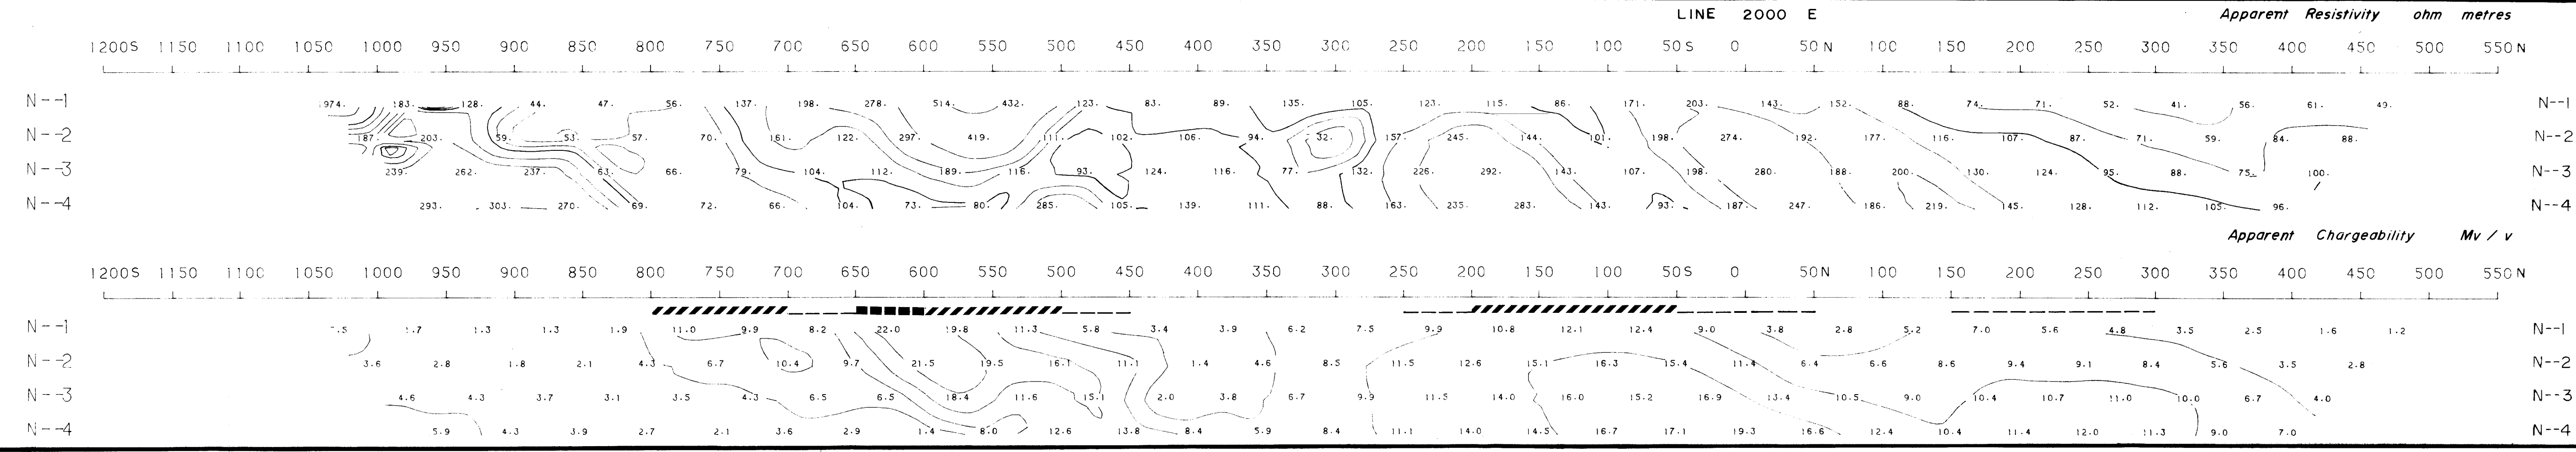 LINE 2000 E Apparent Resistivity ohm metres
1200S 1150 1100 1050 1000 950 900 850 800 750 700 650 600 550 500 450 400 350 300 250 200 150 100 50S 0 50N 100 150 200 250 300 350 400 450 500 550N
N--1 974. 183. 128. 44. 47. 56. 137. 198. 278. 514. 432. 123. 83. 89. 135. 105. 123. 115. 86. 171. 203. 143. 152. 88. 74. 71. 52. 41. 56. 61. 49. N--1
N--2 187. 203. 59. 53. 57. 70. 161. 122. 297. 419. 111. 102. 106. 94. 32. 157. 245. 144. 101. 198. 274. 192. 177. 116. 107. 87. 71. 59. 84. 88. N--2
N--3 239. 262. 237. 63. 66. 79. 104. 112. 189. 116. 93. 124. 116. 77. 132. 226. 292. 143. 107. 198. 280. 188. 200. 130. 124. 95. 88. 75. 100. N--3
N--4 293. 303. 270. 69. 72. 66. 104. 73. 80. 285. 105. 139. 111. 88. 163. 235. 283. 143. 93. 187. 247. 186. 219. 145. 128. 112. 105. 96. N--4
Apparent Chargeability Mv / v
1200S 1150 1100 1050 1000 950 900 850 800 750 700 650 600 550 500 450 400 350 300 250 200 150 100 50S 0 50N 100 150 200 250 300 350 400 450 500 550N
N--1 .5 1.7 1.3 1.3 1.9 11.0 9.9 8.2 22.0 19.8 11.3 5.8 3.4 3.9 6.2 7.5 9.9 10.8 12.1 12.4 9.0 3.8 2.8 5.2 7.0 5.6 4.8 3.5 2.5 1.6 1.2 N--1
N--2 3.6 2.8 1.8 2.1 4.3 6.7 10.4 9.7 21.5 19.5 16.1 11.1 1.4 4.6 8.5 11.5 12.6 15.1 16.3 15.4 11.4 6.4 6.6 8.6 9.4 9.1 8.4 5.6 3.5 2.8 N--2
N--3 4.6 4.3 3.7 3.1 3.5 4.3 6.5 6.5 18.4 11.6 15.1 2.0 3.8 6.7 9.9 11.5 14.0 16.0 15.2 16.9 13.4 10.5 9.0 10.4 10.7 11.0 10.0 6.7 4.0 N--3
N--4 5.9 4.3 3.9 2.7 2.1 3.6 2.9 1.4 8.0 12.6 13.8 8.4 5.9 8.4 11.1 14.0 14.5 16.7 17.1 19.3 16.6 12.4 10.4 11.4 12.0 11.3 9.0 7.0 N--4